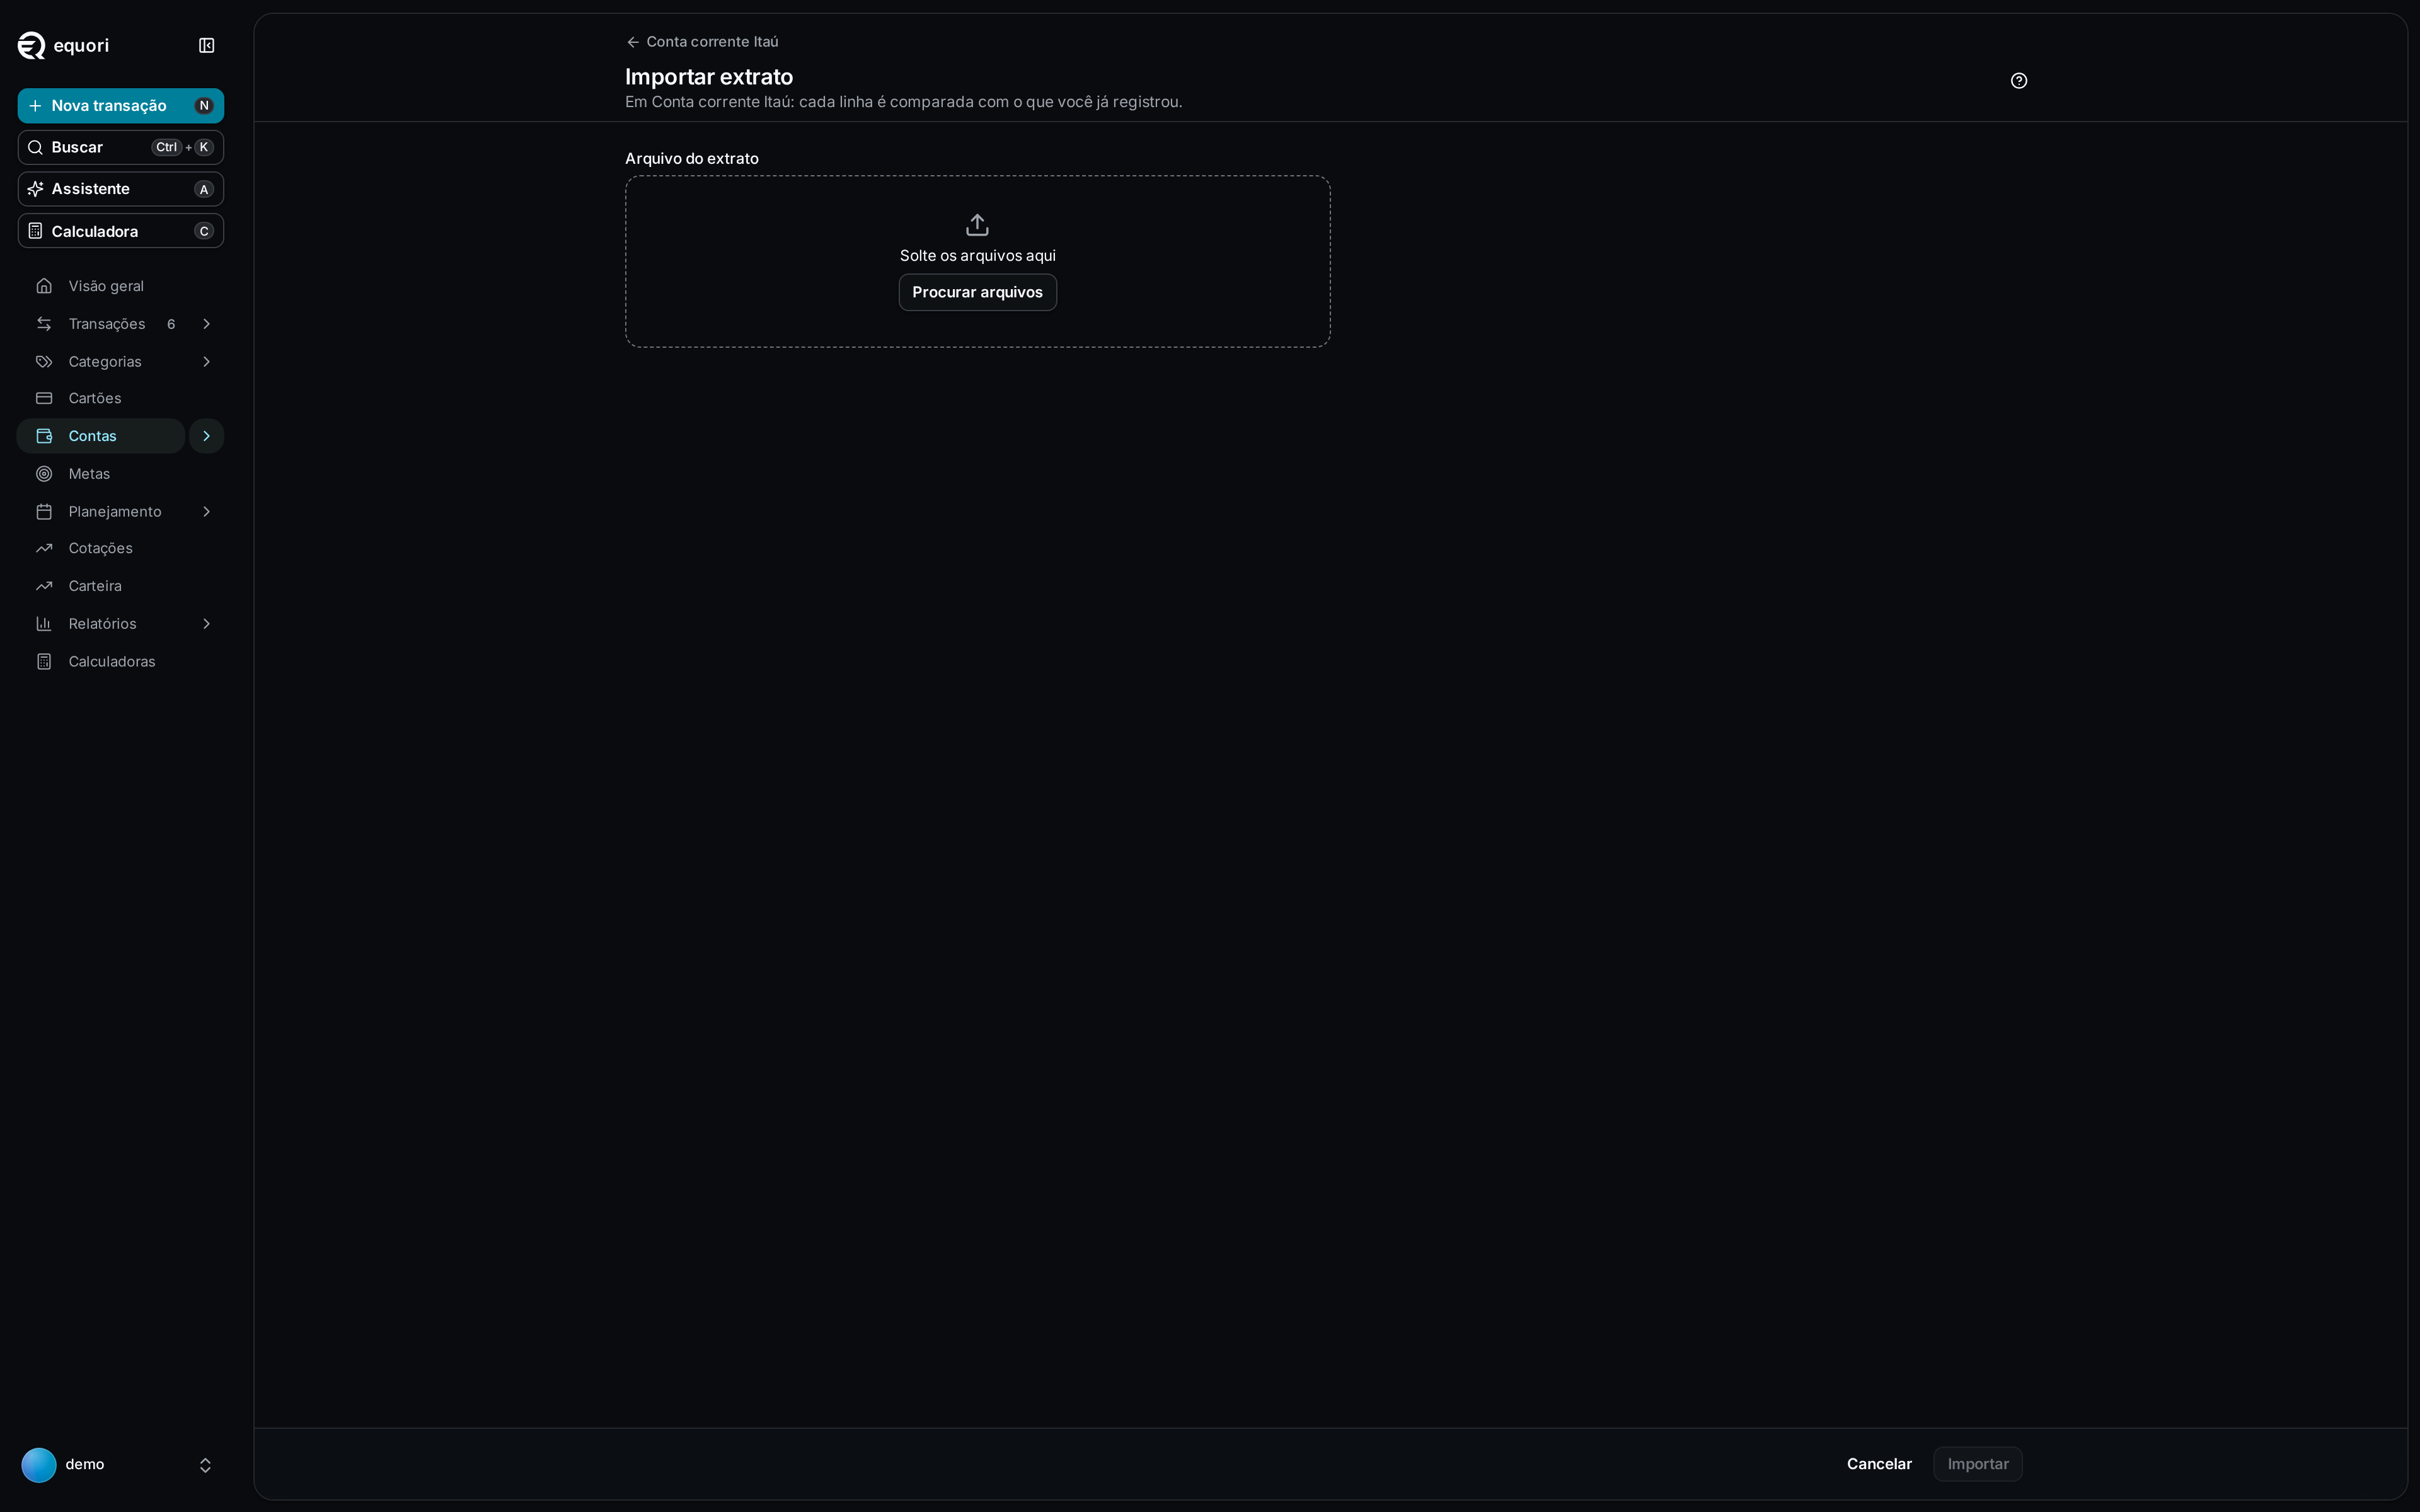 equori
Nova transação N
Buscar Ctrl + K
Assistente A
Calculadora C
Visão geral
Transações 6
Categorias
Cartões
Contas
Metas
Planejamento
Cotações
Carteira
Relatórios
Calculadoras
demo
Conta corrente Itaú
Importar extrato
Em Conta corrente Itaú: cada linha é comparada com o que você já registrou.
Arquivo do extrato
Solte os arquivos aqui
Procurar arquivos
Cancelar
Importar